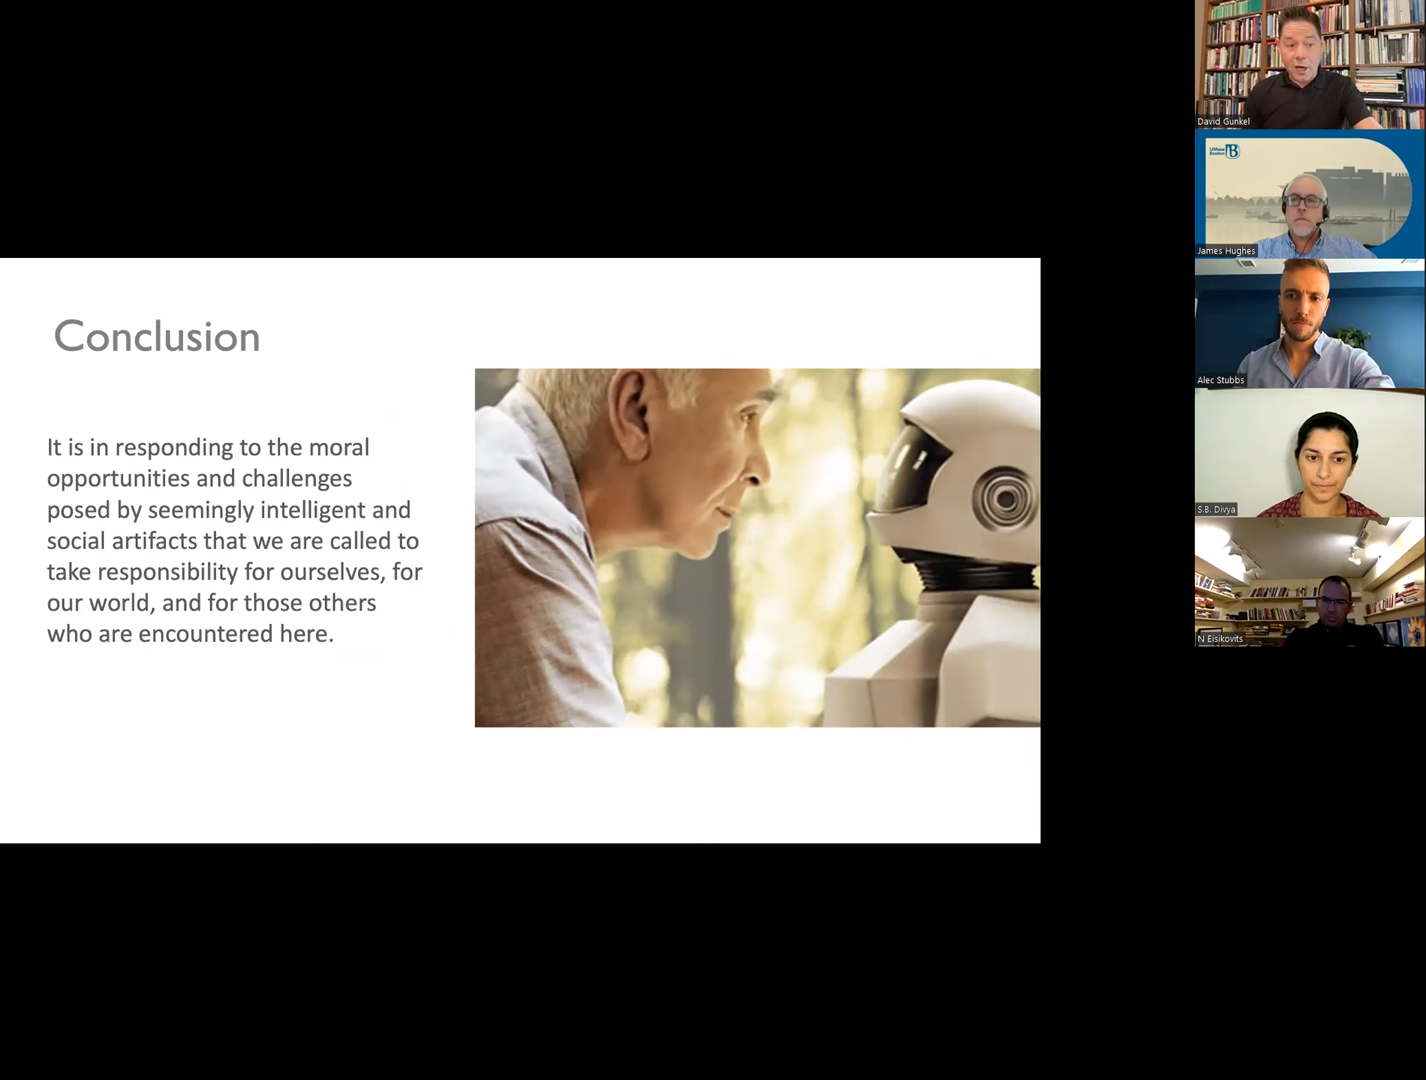 Conclusion
It is in responding to the moral
opportunities and challenges
posed by seemingly intelligent and
social artifacts that we are called to
take responsibility for ourselves, for
our world, and for those others
who are encountered here.
David Gunkel
UMass
Boston
B
James Hughes
Alec Stubbs
S.B. Divya
N Eisikovits